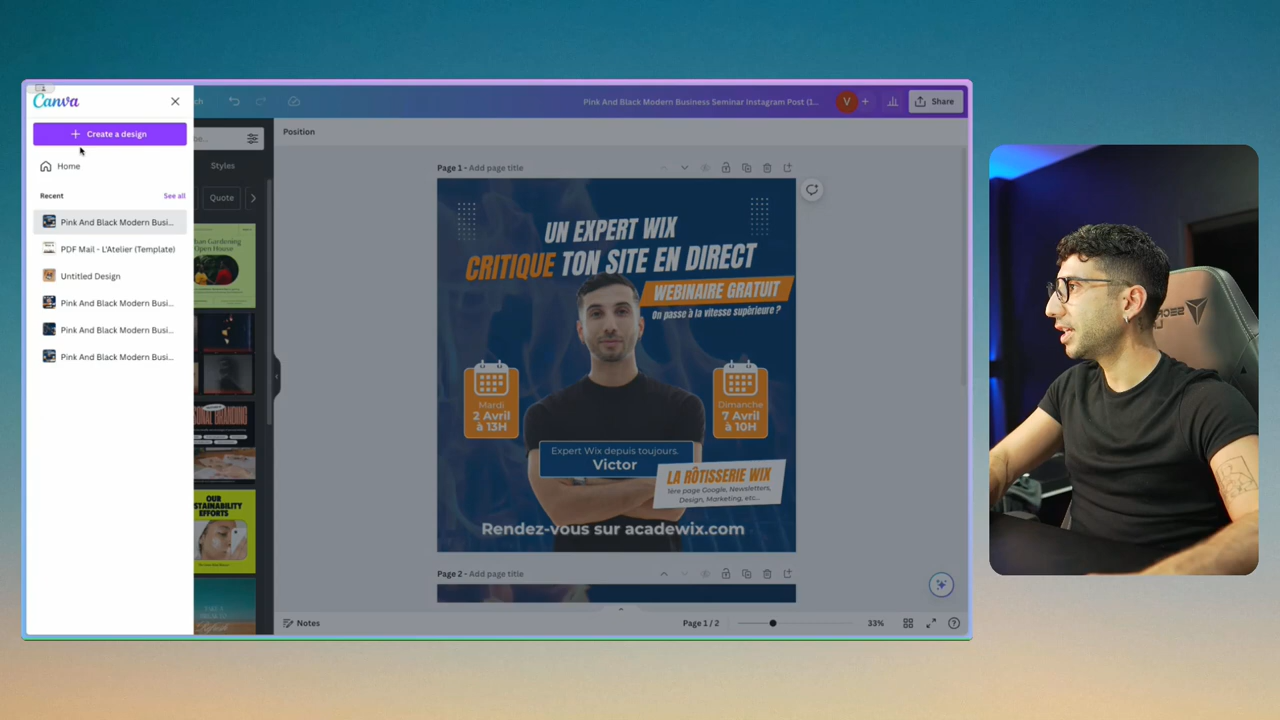 Canva
Create a design
Home
Recent
See all
Pink And Black Modern Busi...
PDF Mail - L'Atelier (Template)
Untitled Design
Pink And Black Modern Busi...
Pink And Black Modern Busi...
Pink And Black Modern Busi...
Styles
Quote
Open House
OUR
EFFORTS
Pink And Black Modern Business Seminar Instagram Post (1...
V
Share
Position
Page 1 - Add page title
UN EXPERT WIX
CRITIQUE TON SITE EN DIRECT
WEBINAIRE GRATUIT
On passe à la vitesse supérieure ?
Mardi
2 Avril
à 13H
Dimanche
7 Avril
à 10H
Expert Wix depuis toujours.
Victor
LA RÔTISSERIE WIX
1ère page Google, Newsletters,
Design, Marketing, etc...
Rendez-vous sur acadewix.com
Page 2 - Add page title
Notes
Page 1 / 2
33%